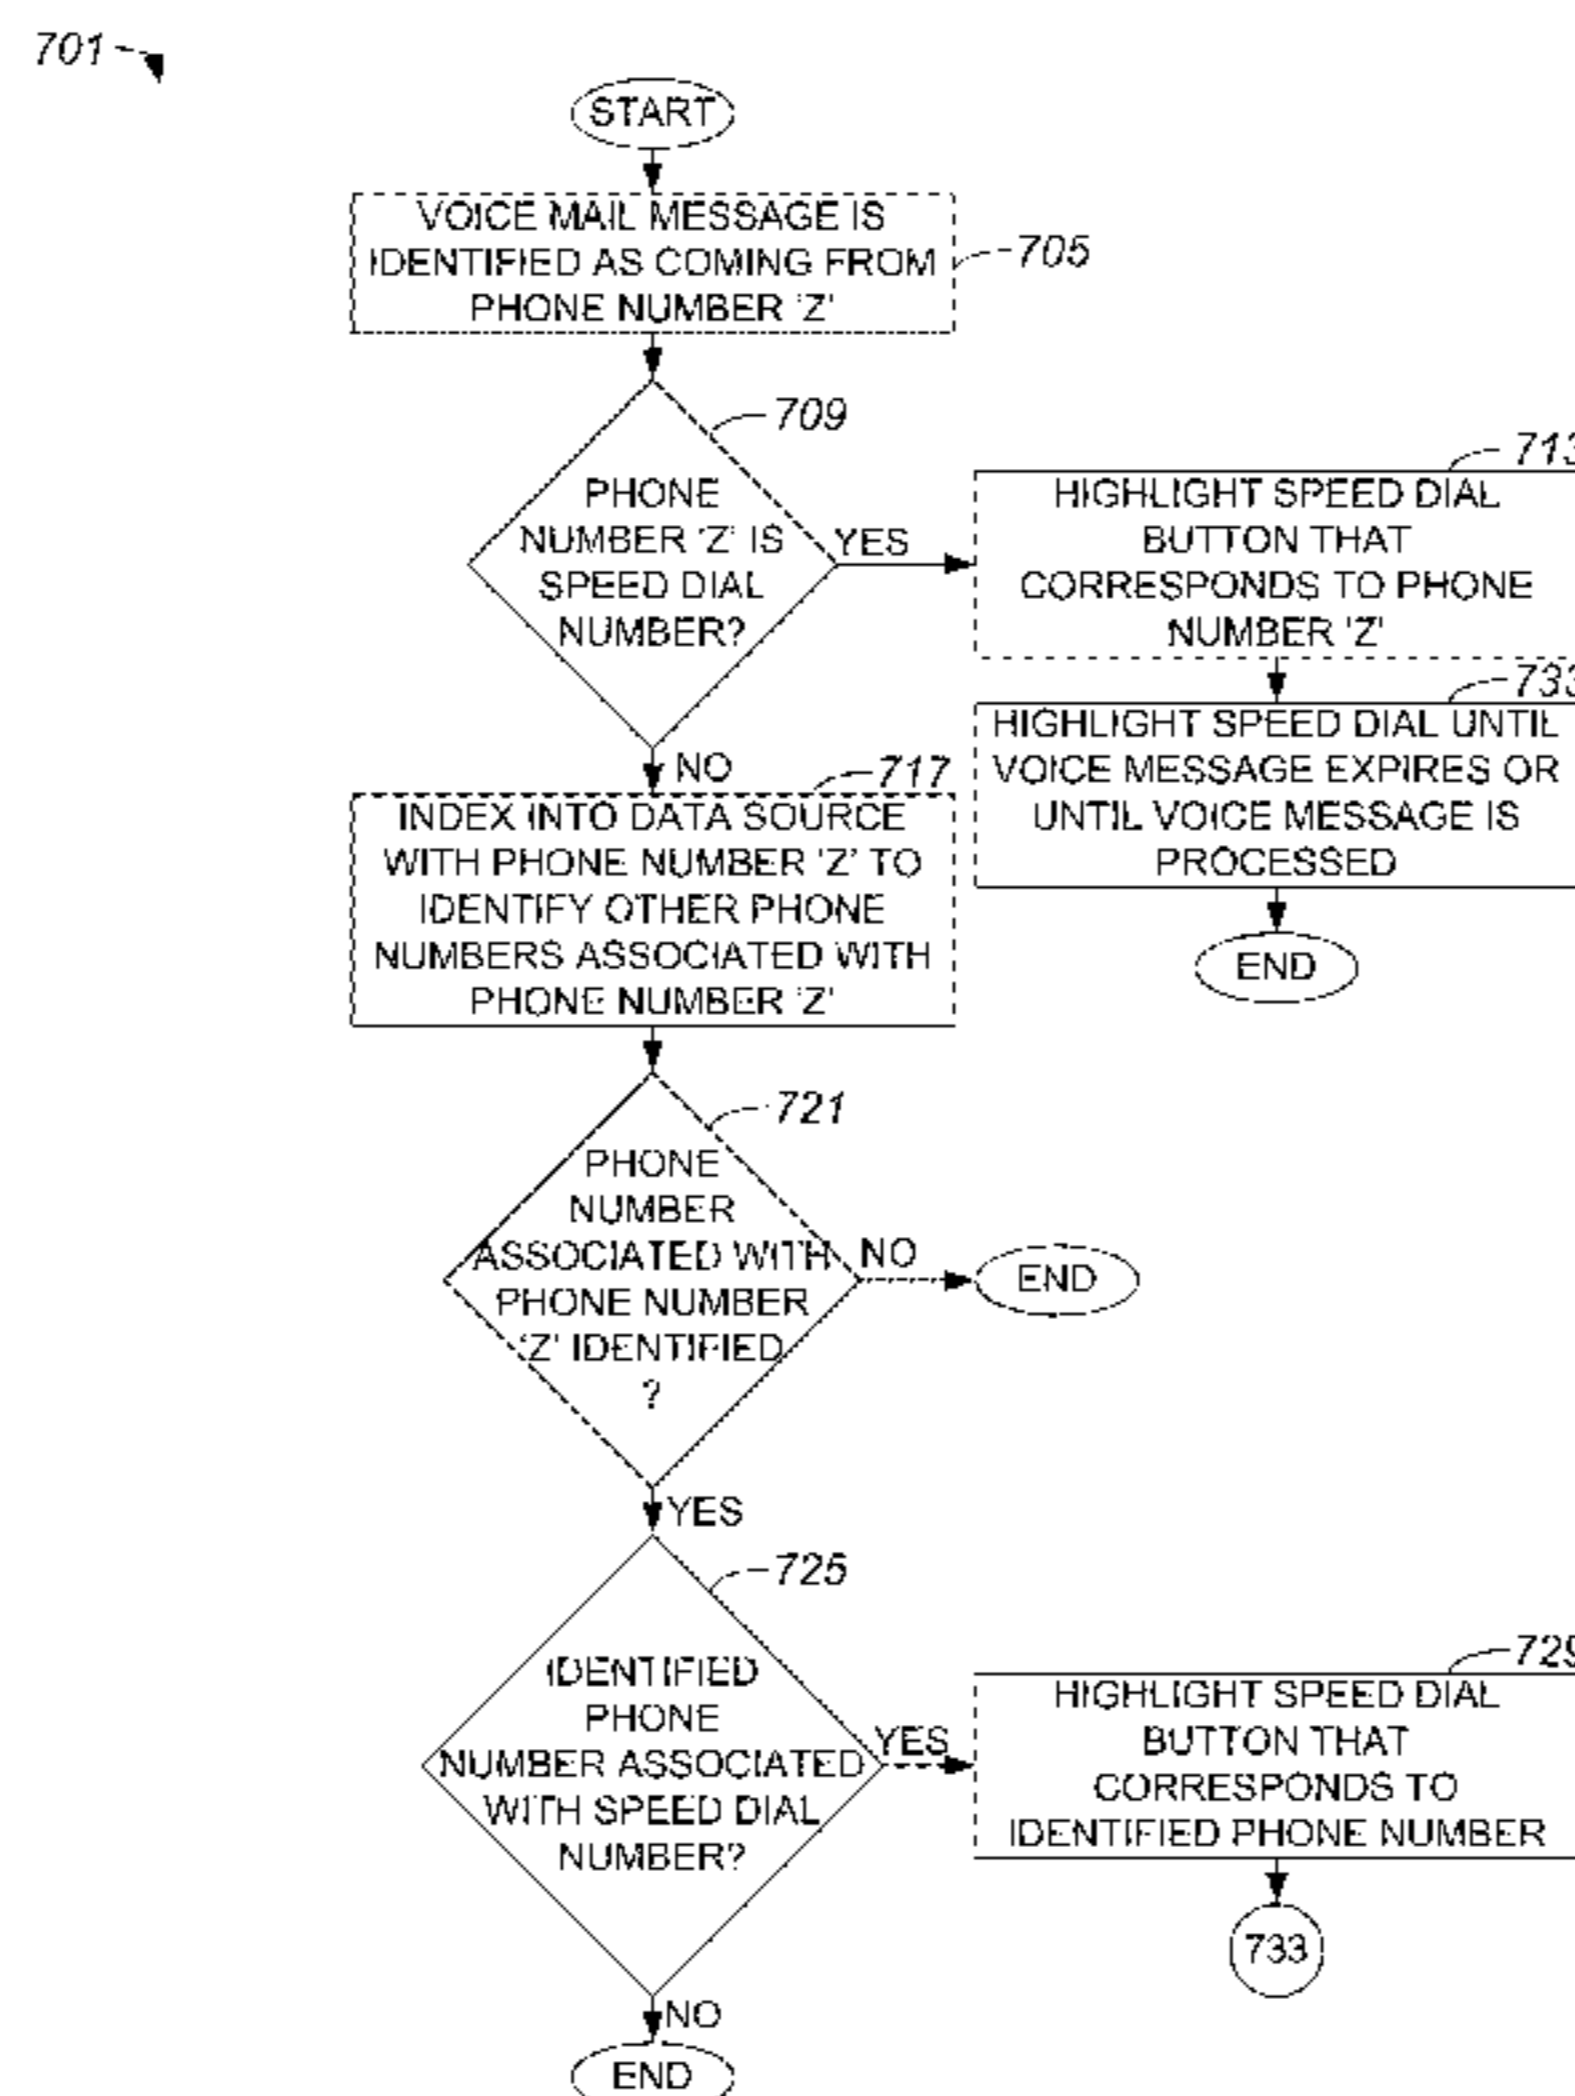 701
START
VOICE MAIL MESSAGE IS
IDENTIFIED AS COMING FROM
PHONE NUMBER 'Z'
705
709
PHONE
NUMBER 'Z' IS
SPEED DIAL
NUMBER?
YES
713
HIGHLIGHT SPEED DIAL
BUTTON THAT
CORRESPONDS TO PHONE
NUMBER 'Z'
733
HIGHLIGHT SPEED DIAL UNTIL
VOICE MESSAGE EXPIRES OR
UNTIL VOICE MESSAGE IS
PROCESSED
END
NO
717
INDEX INTO DATA SOURCE
WITH PHONE NUMBER 'Z' TO
IDENTIFY OTHER PHONE
NUMBERS ASSOCIATED WITH
PHONE NUMBER 'Z'
721
PHONE
NUMBER
ASSOCIATED WITH
PHONE NUMBER
'Z' IDENTIFIED
?
NO
END
YES
725
IDENTIFIED
PHONE
NUMBER ASSOCIATED
WITH SPEED DIAL
NUMBER?
YES
729
HIGHLIGHT SPEED DIAL
BUTTON THAT
CORRESPONDS TO
IDENTIFIED PHONE NUMBER
733
NO
END